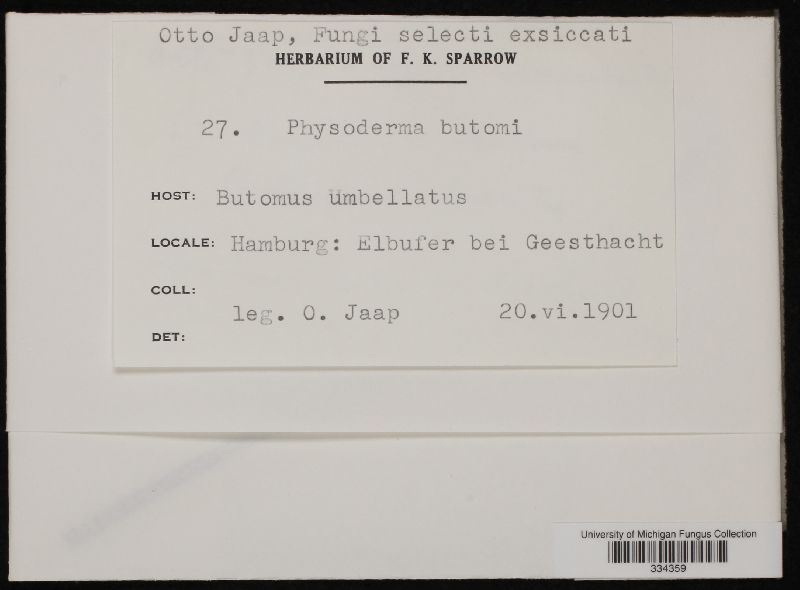 Otto Jaap, Fungi selecti exsiccati
HERBARIUM OF F. K. SPARROW
27. Physoderma butomi
HOST: Butomus umbellatus
LOCALE: Hamburg: Elbufer bei Geesthacht
COLL:
leg. O. Jaap 20.vi.1901
DET:
University of Michigan Fungus Collection
334359